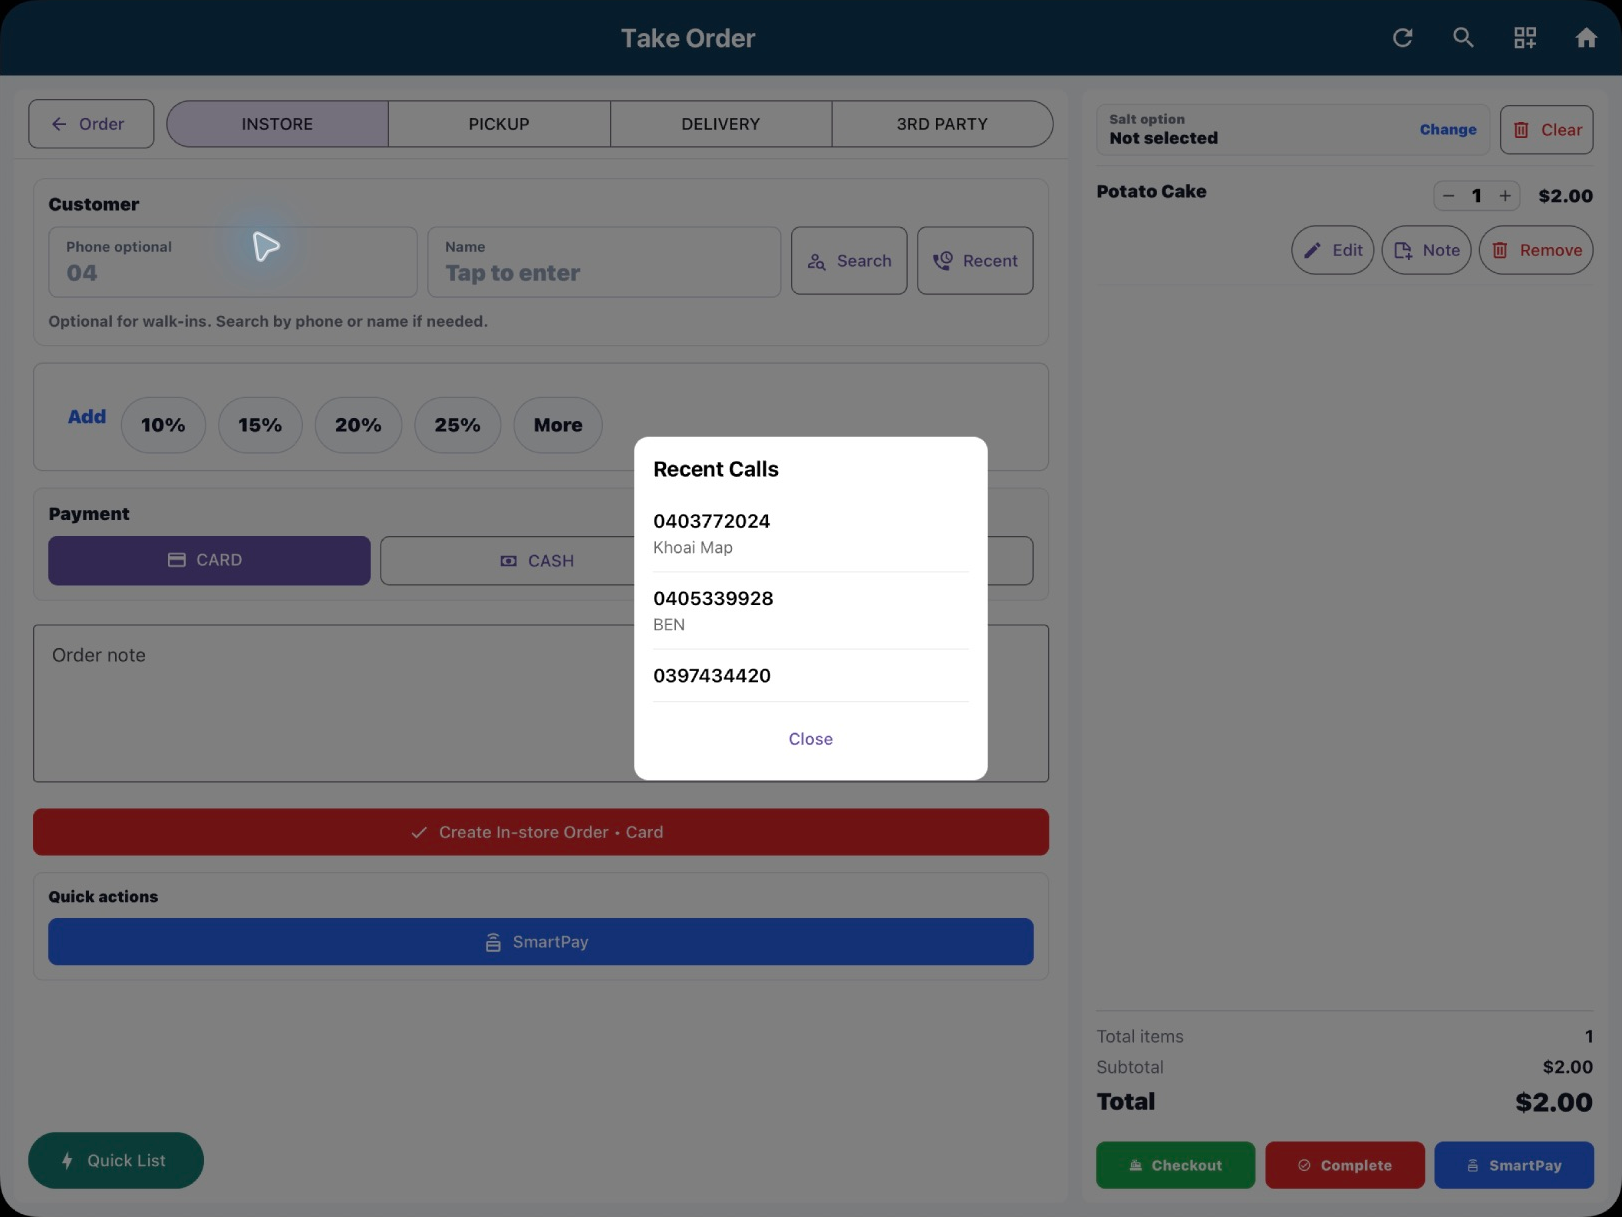 Take Order
Order
INSTORE
PICKUP
DELIVERY
3RD PARTY
Customer
Phone optional
04
Name
Tap to enter
Search
Recent
Optional for walk-ins. Search by phone or name if needed.
Add
10%
15%
20%
25%
More
Payment
CARD
CASH
Order note
Create In-store Order • Card
Quick actions
SmartPay
Quick List
Recent Calls
0403772024
Khoai Map
0405339928
BEN
0397434420
Close
Salt option
Not selected
Change
Clear
Potato Cake
− 1 + $2.00
Edit
Note
Remove
Total items 1
Subtotal $2.00
Total $2.00
Checkout
Complete
SmartPay